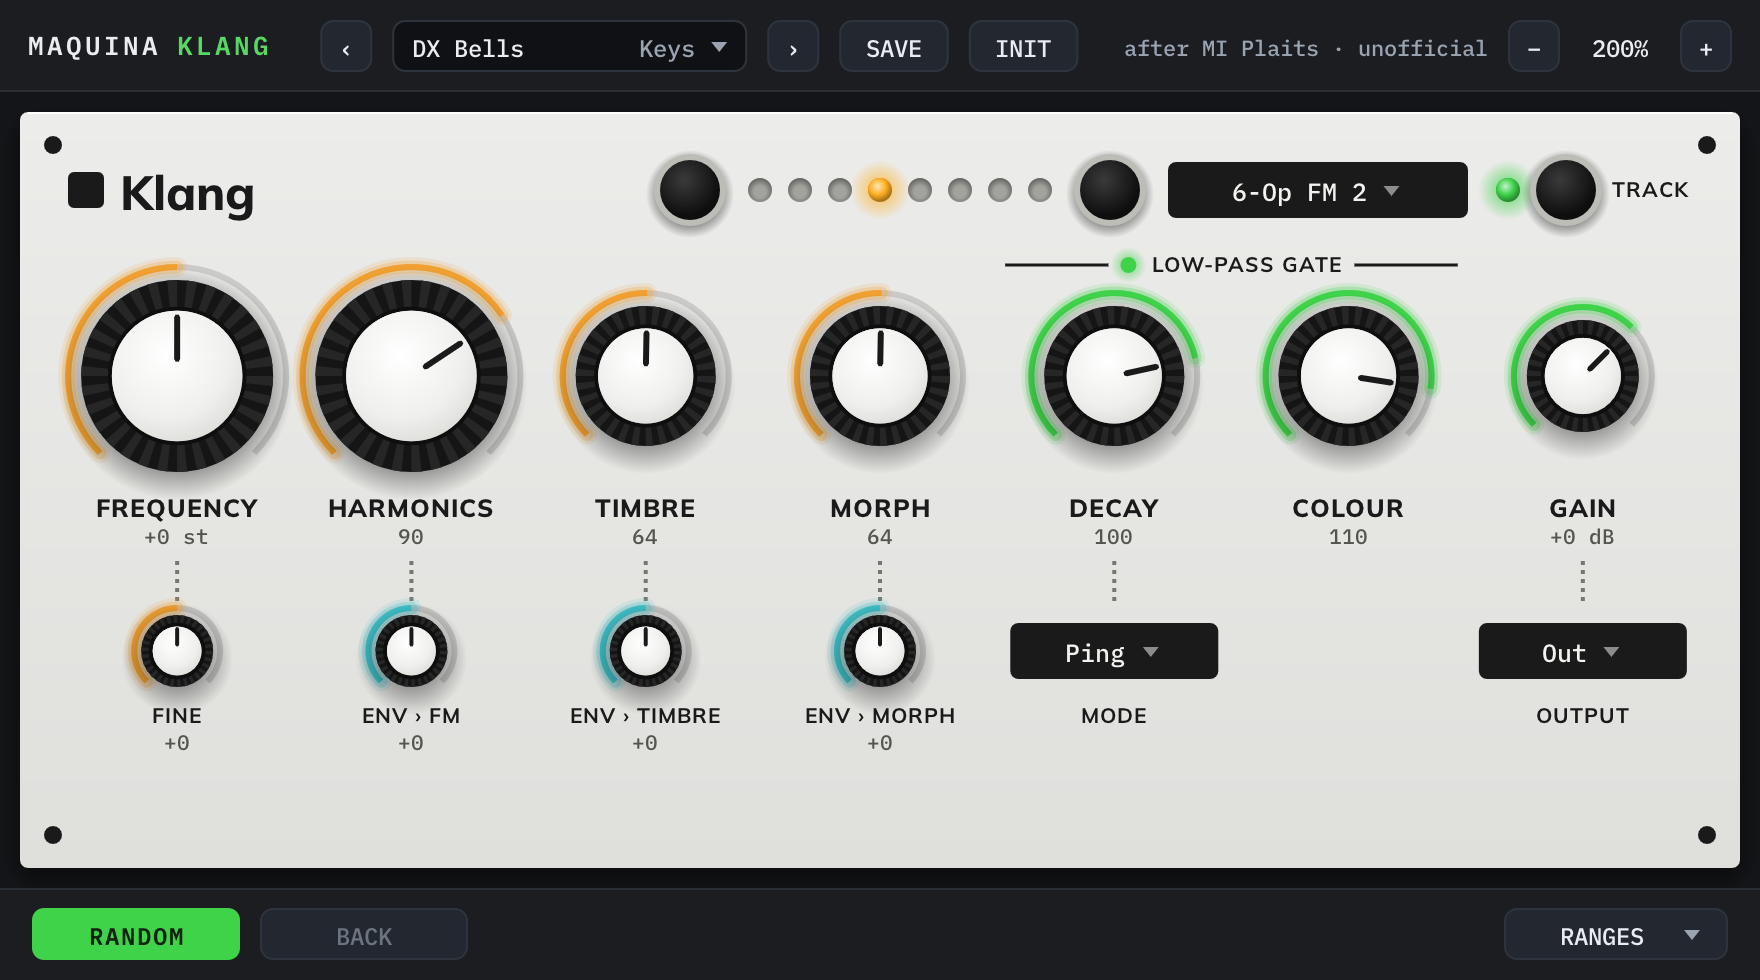 MAQUINA KLANG
‹
DX Bells Keys
›
SAVE
INIT
after MI Plaits · unofficial
−
200%
+
Klang
6-Op FM 2
TRACK
LOW-PASS GATE
FREQUENCY
+0 st
HARMONICS
90
TIMBRE
64
MORPH
64
DECAY
100
COLOUR
110
GAIN
+0 dB
FINE
+0
ENV › FM
+0
ENV › TIMBRE
+0
ENV › MORPH
+0
Ping
MODE
Out
OUTPUT
RANDOM
BACK
RANGES